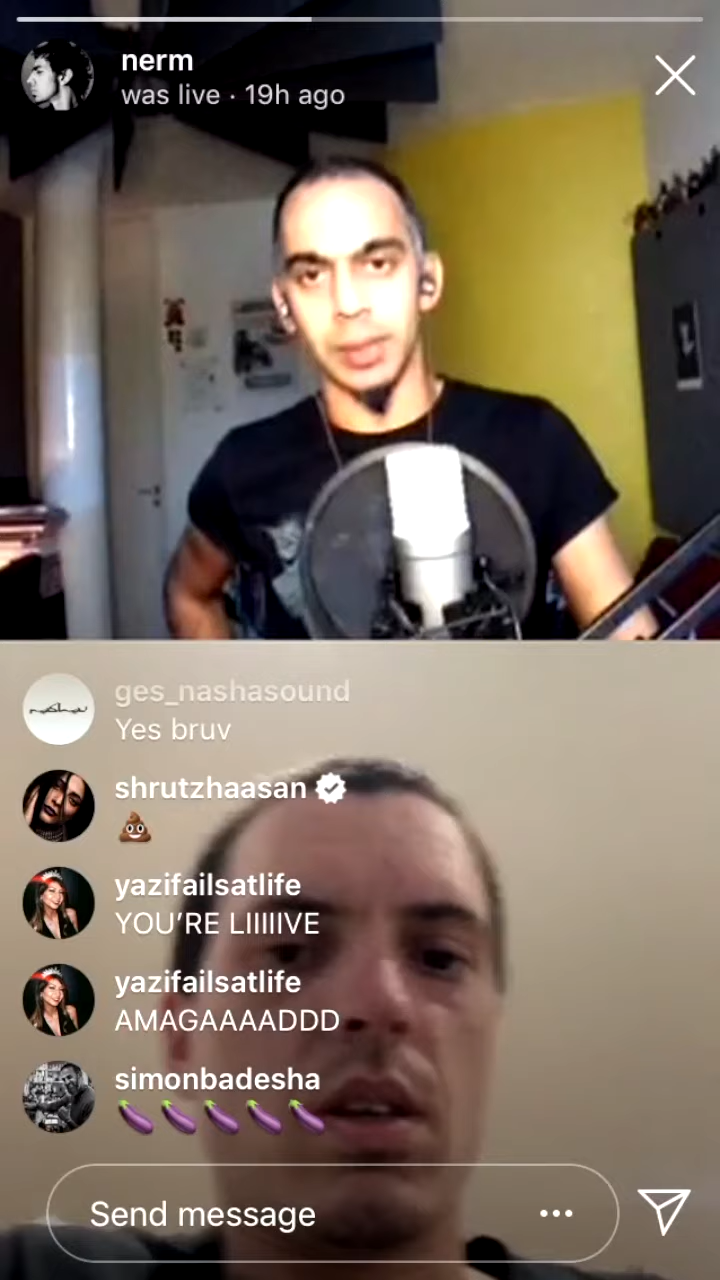 nerm
was live · 19h ago
ges_nashasound
Yes bruv
shrutzhaasan
💩
yazifailsatlife
YOU’RE LIIIIIVE
yazifailsatlife
AMAGAAAADDD
simonbadesha
🍆🍆🍆🍆🍆
Send message